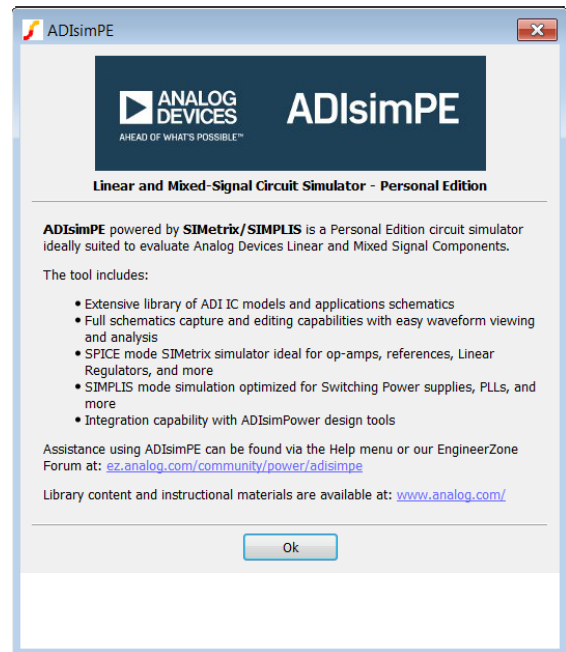 ADIsimPE
ANALOG
DEVICES
AHEAD OF WHAT'S POSSIBLE™
ADIsimPE
Linear and Mixed-Signal Circuit Simulator - Personal Edition
ADIsimPE powered by SIMetrix/SIMPLIS is a Personal Edition circuit simulator
ideally suited to evaluate Analog Devices Linear and Mixed Signal Components.
The tool includes:
• Extensive library of ADI IC models and applications schematics
• Full schematics capture and editing capabilities with easy waveform viewing
and analysis
• SPICE mode SIMetrix simulator ideal for op-amps, references, Linear
Regulators, and more
• SIMPLIS mode simulation optimized for Switching Power supplies, PLLs, and
more
• Integration capability with ADIsimPower design tools
Assistance using ADIsimPE can be found via the Help menu or our EngineerZone
Forum at: ez.analog.com/community/power/adisimpe
Library content and instructional materials are available at: www.analog.com/
Ok